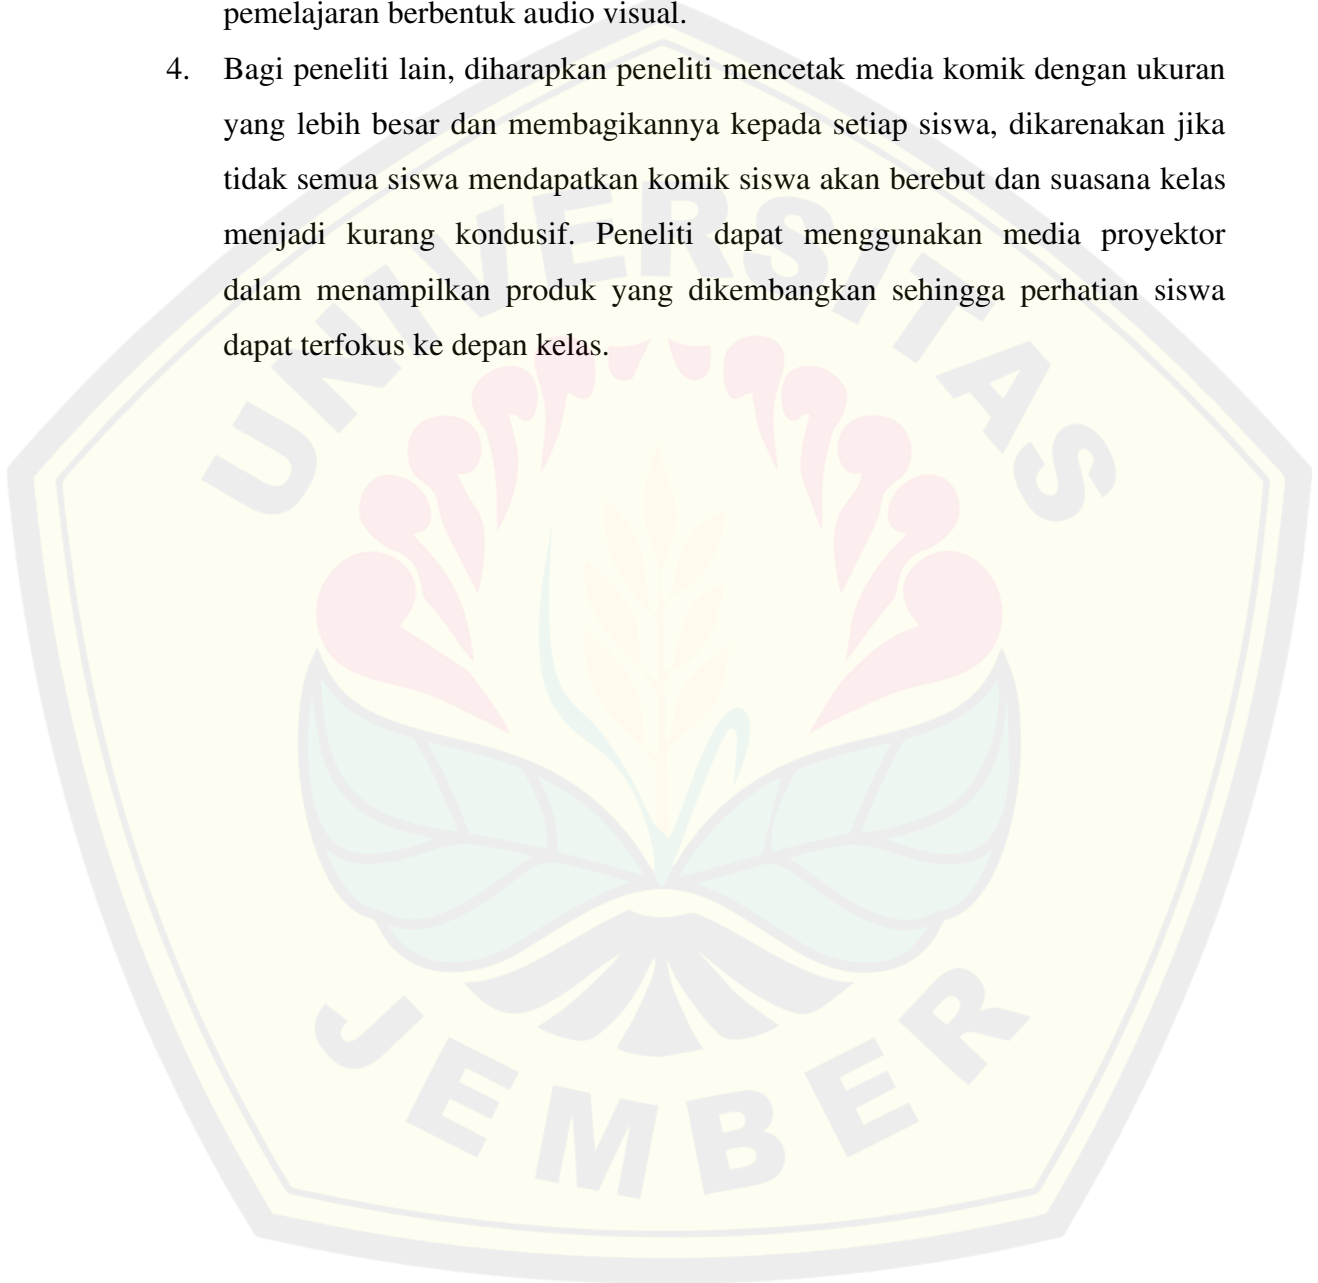 pemelajaran berbentuk audio visual.
4. Bagi peneliti lain, diharapkan peneliti mencetak media komik dengan ukuran
yang lebih besar dan membagikannya kepada setiap siswa, dikarenakan jika
tidak semua siswa mendapatkan komik siswa akan berebut dan suasana kelas
menjadi kurang kondusif. Peneliti dapat menggunakan media proyektor
dalam menampilkan produk yang dikembangkan sehingga perhatian siswa
dapat terfokus ke depan kelas.
UNIVERSITAS
JEMBER